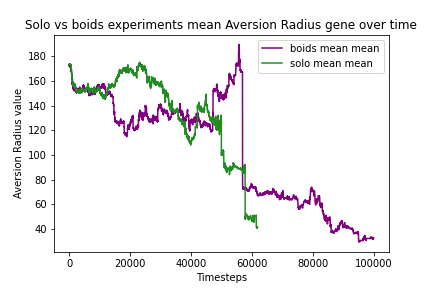 Solo vs boids experiments mean Aversion Radius gene over time
boids mean mean
solo mean mean
180
160
140
120
100
80
60
40
Aversion Radius value
0 20000 40000 60000 80000 100000
Timesteps